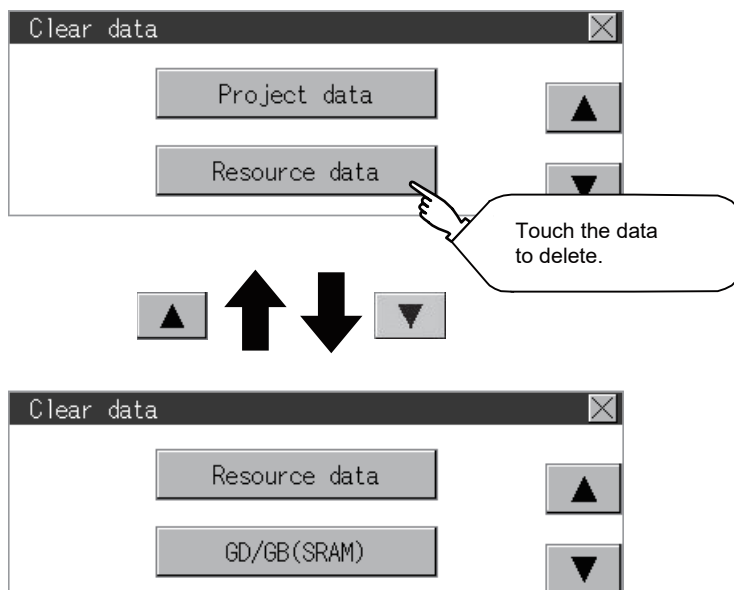 Clear data
Project data
Resource data
Touch the data
to delete.
Clear data
Resource data
GD/GB(SRAM)